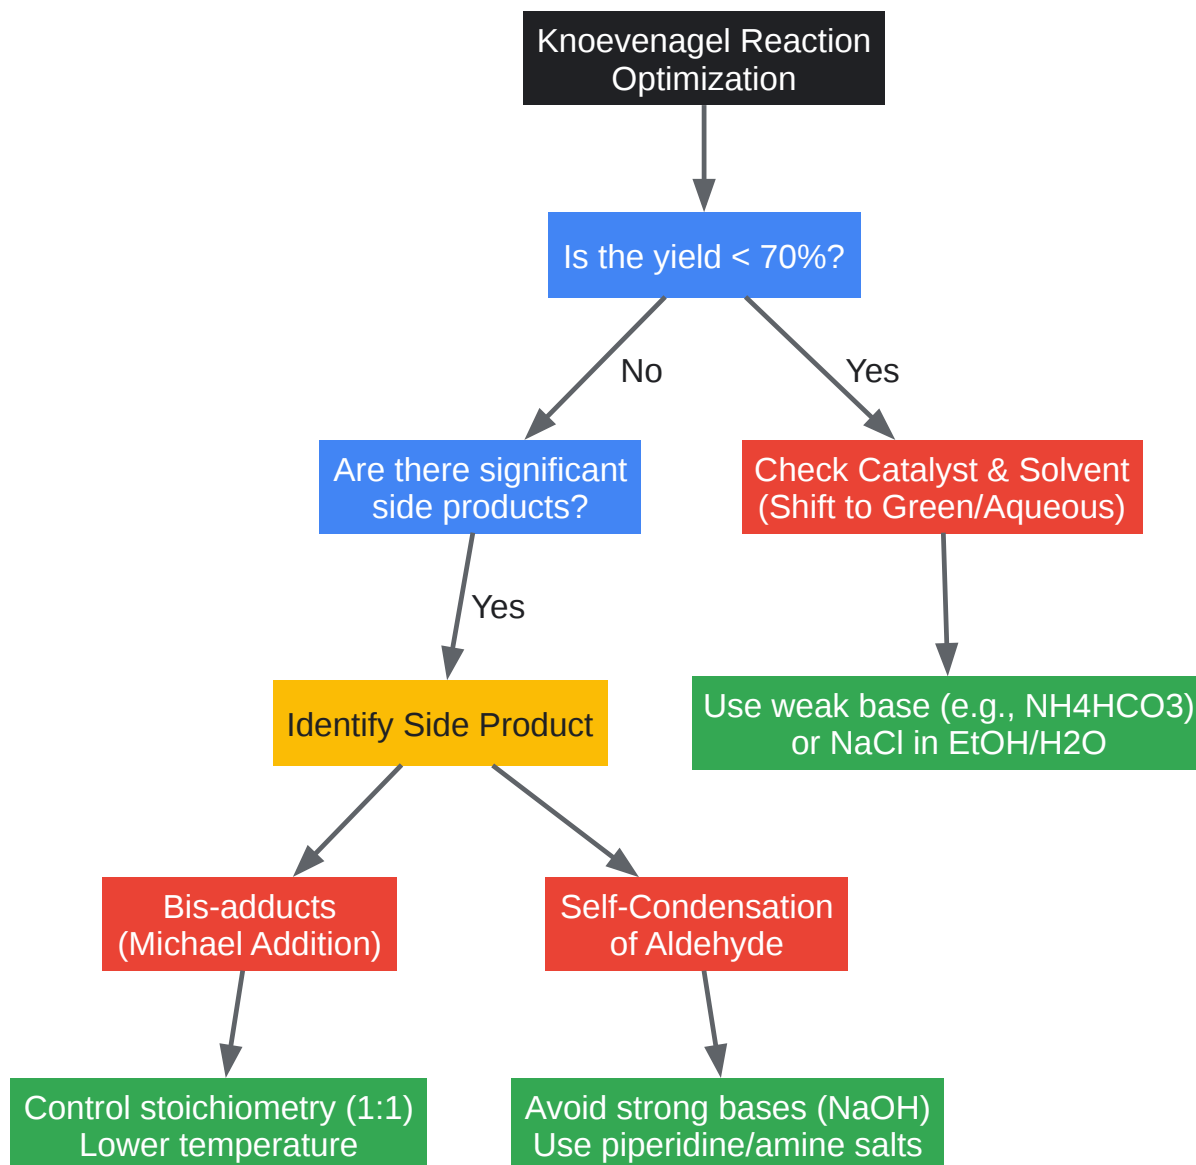 Knoevenagel Reaction
Optimization
Is the yield < 70%?
No
Yes
Are there significant
side products?
Check Catalyst & Solvent
(Shift to Green/Aqueous)
Yes
Identify Side Product
Use weak base (e.g., NH4HCO3)
or NaCl in EtOH/H2O
Bis-adducts
(Michael Addition)
Self-Condensation
of Aldehyde
Control stoichiometry (1:1)
Lower temperature
Avoid strong bases (NaOH)
Use piperidine/amine salts